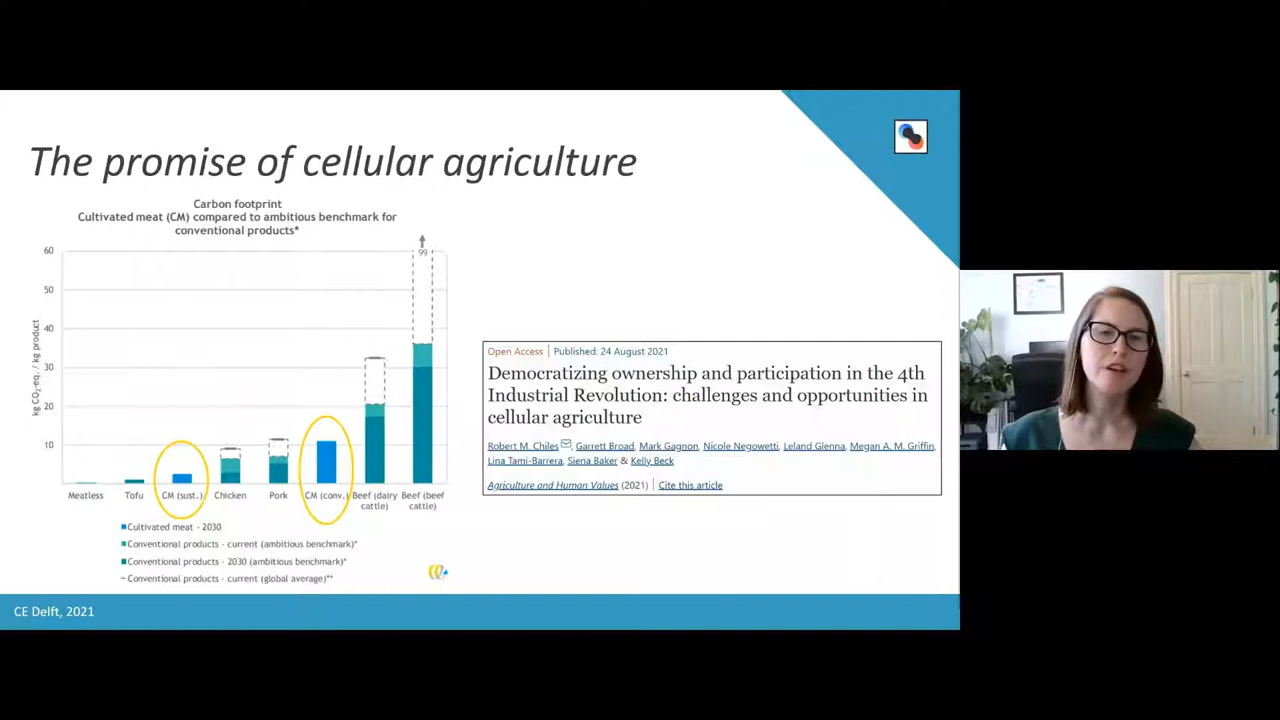 The promise of cellular agriculture
Carbon footprint
Cultivated meat (CM) compared to ambitious benchmark for
conventional products*
kg CO₂-eq. / kg product
60
50
40
30
20
10
99
Meatless
Tofu
CM (sust.)
Chicken
Pork
CM (conv.)
Beef (dairy
cattle)
Beef (beef
cattle)
Cultivated meat - 2030
Conventional products - current (ambitious benchmark)*
Conventional products - 2030 (ambitious benchmark)*
Conventional products - current (global average)**
Open Access | Published: 24 August 2021
Democratizing ownership and participation in the 4th
Industrial Revolution: challenges and opportunities in
cellular agriculture
Robert M. Chiles, Garrett Broad, Mark Gagnon, Nicole Negowetti, Leland Glenna, Megan A. M. Griffin,
Lina Tami-Barrera, Siena Baker & Kelly Beck
Agriculture and Human Values (2021) | Cite this article
CE Delft, 2021